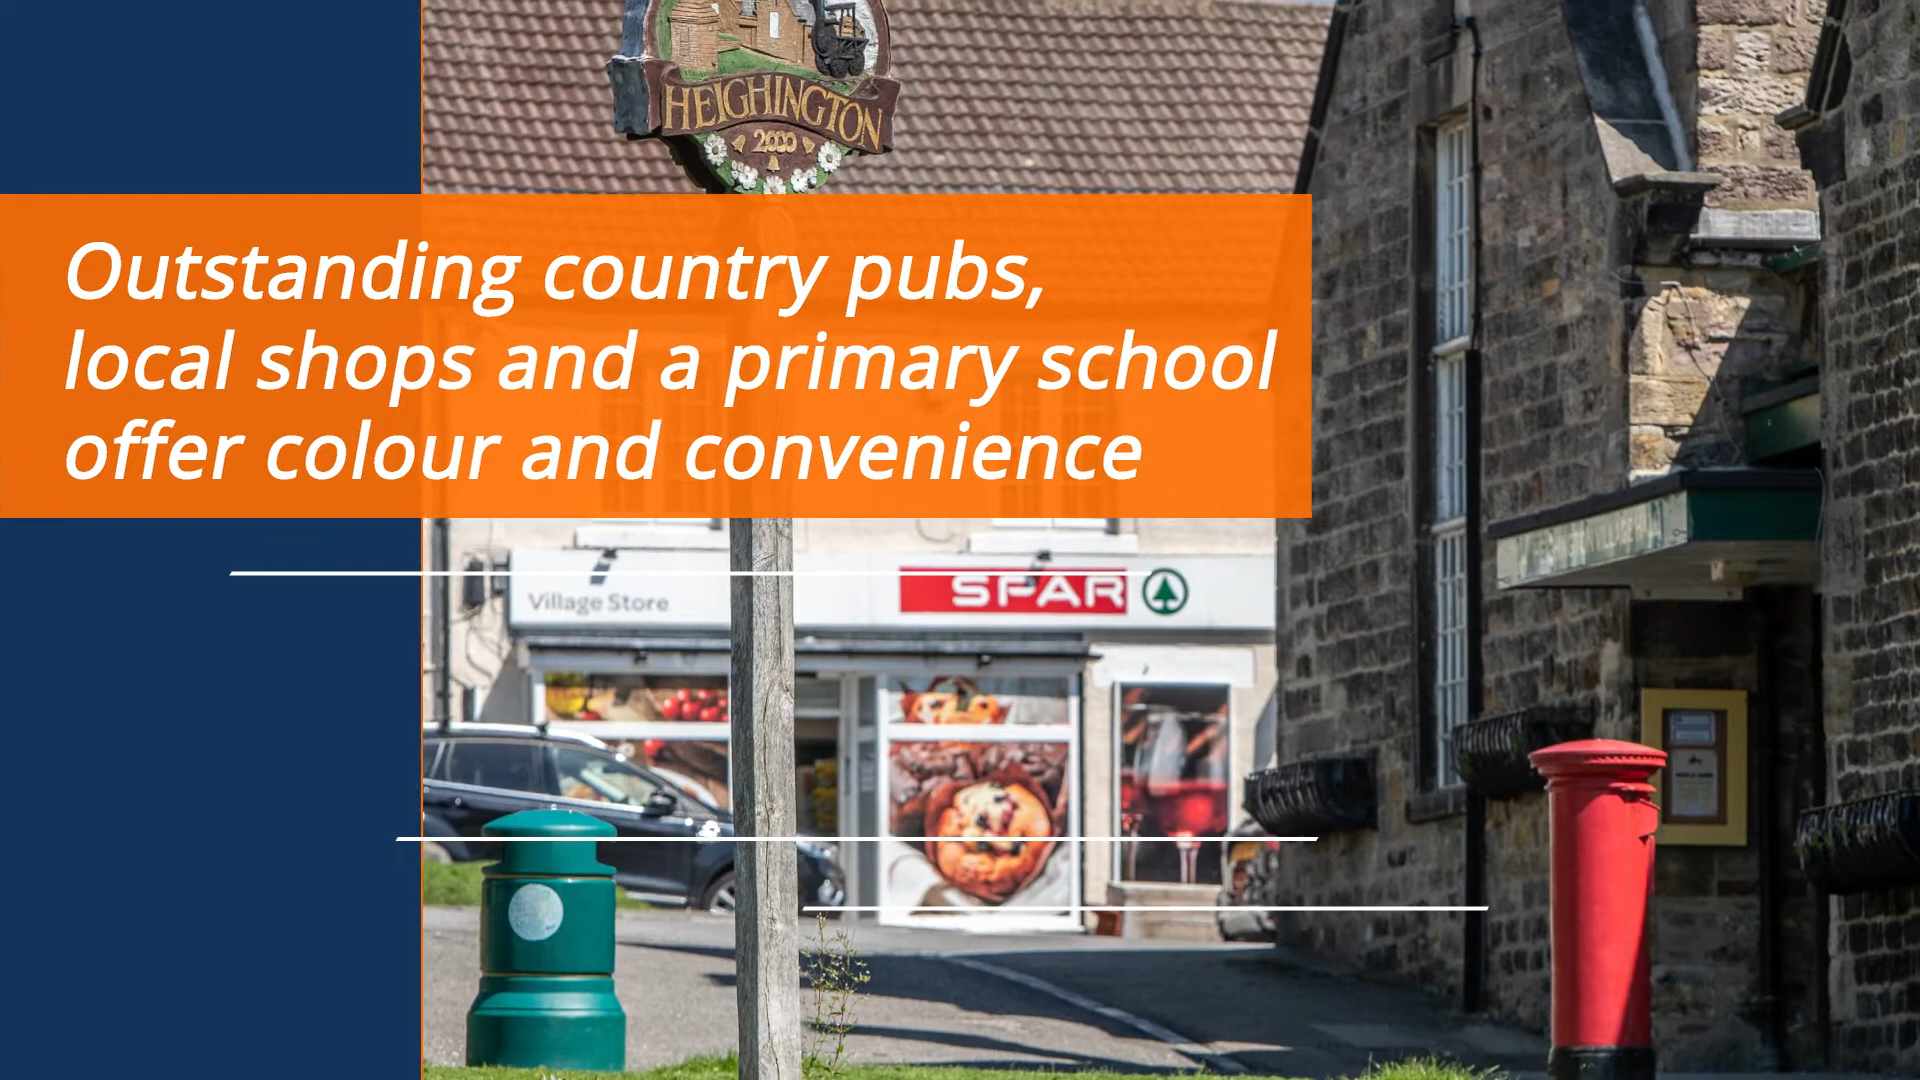 HEIGHINGTON
2000
Outstanding country pubs,
local shops and a primary school
offer colour and convenience
Village Store
SPAR